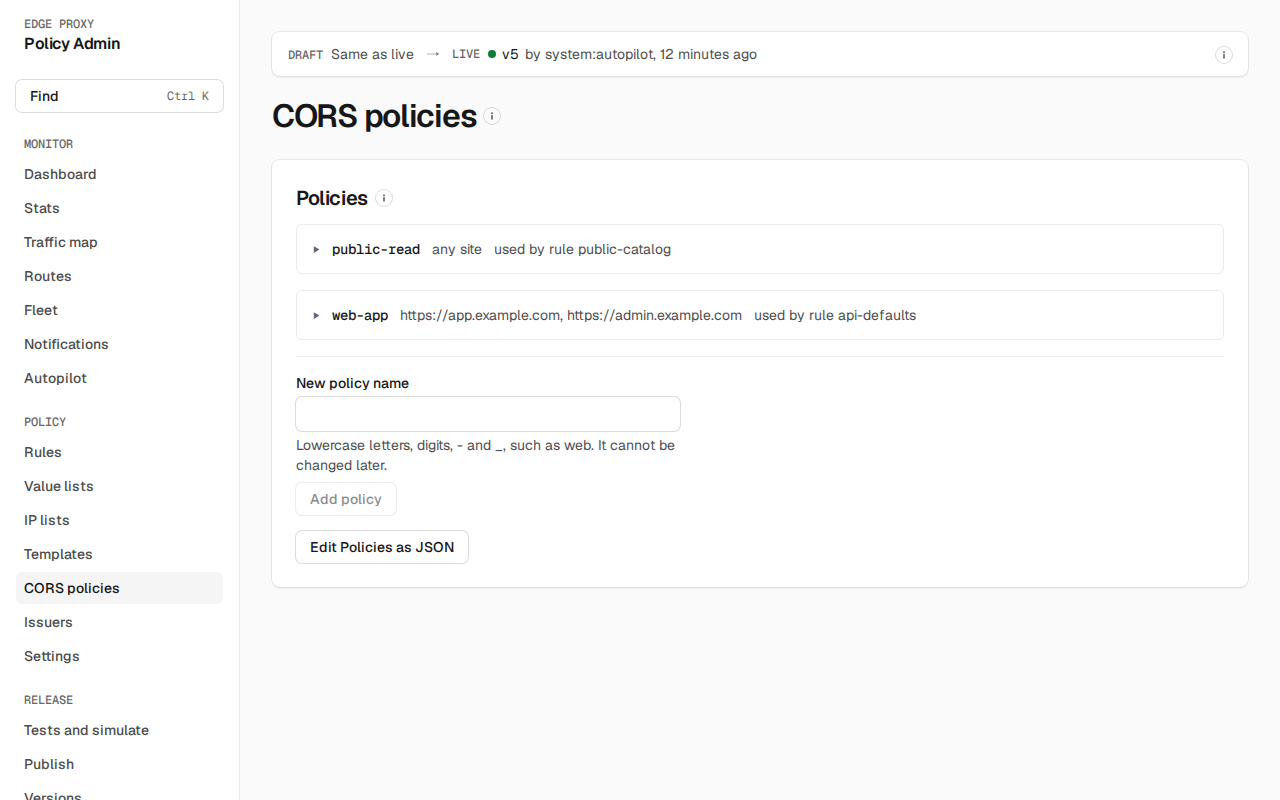 EDGE PROXY
Policy Admin
Find Ctrl K
MONITOR
Dashboard
Stats
Traffic map
Routes
Fleet
Notifications
Autopilot
POLICY
Rules
Value lists
IP lists
Templates
CORS policies
Issuers
Settings
RELEASE
Tests and simulate
Publish
Versions
DRAFT Same as live → LIVE v5 by system:autopilot, 12 minutes ago
CORS policies
Policies
public-read any site used by rule public-catalog
web-app https://app.example.com, https://admin.example.com used by rule api-defaults
New policy name
Lowercase letters, digits, - and _, such as web. It cannot be
changed later.
Add policy
Edit Policies as JSON